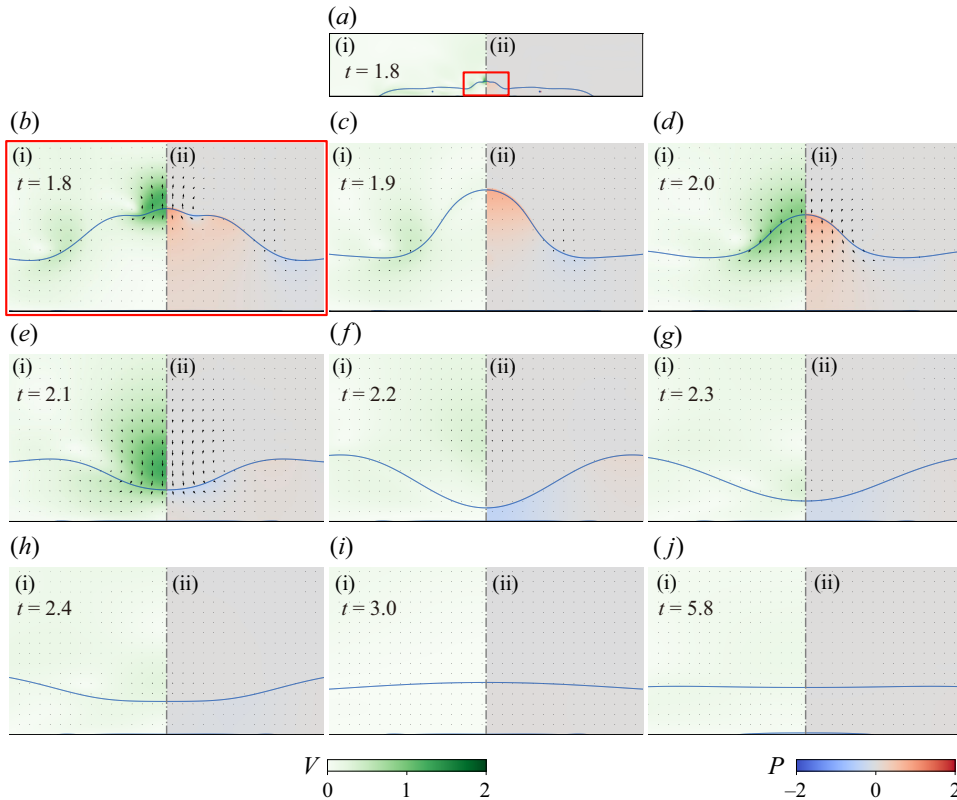 (a)
(i) (ii)
t = 1.8
(b) (c) (d)
(i) (ii) (i) (ii) (i) (ii)
t = 1.8 t = 1.9 t = 2.0
(e) (f) (g)
(i) (ii) (i) (ii) (i) (ii)
t = 2.1 t = 2.2 t = 2.3
(h) (i) (j)
(i) (ii) (i) (ii) (i) (ii)
t = 2.4 t = 3.0 t = 5.8
V P
0 1 2 −2 0 2